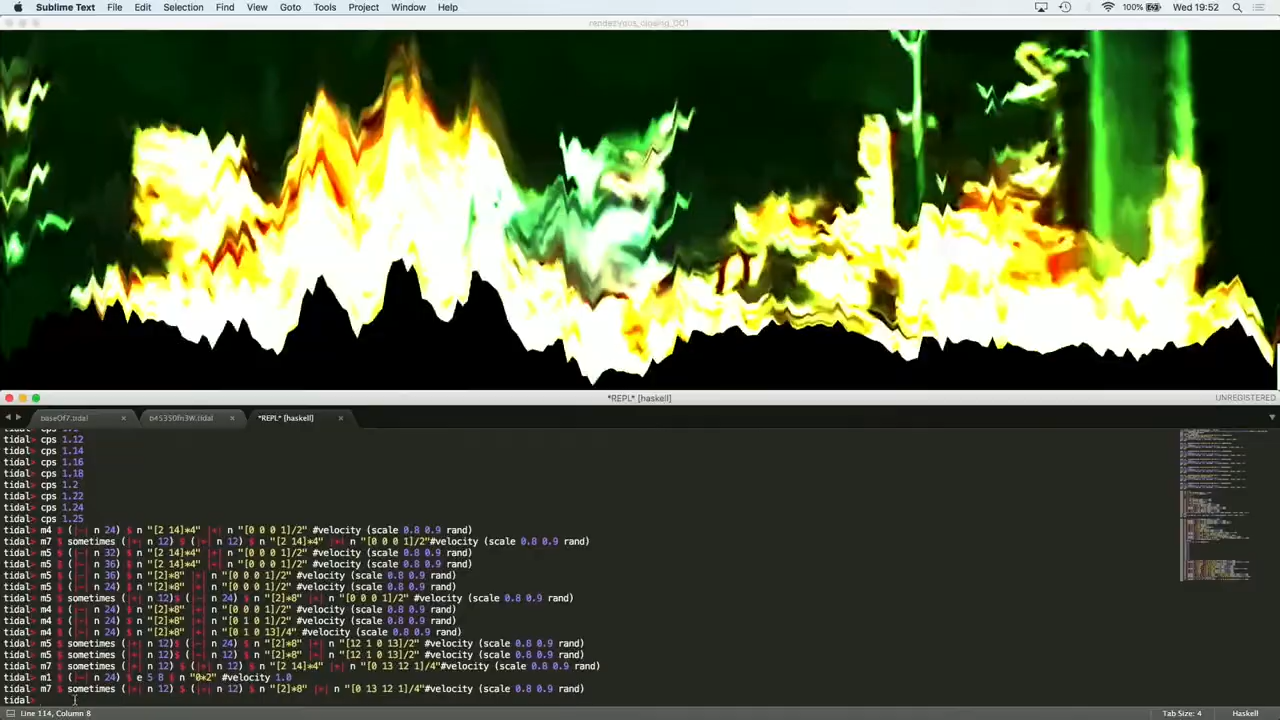 Sublime Text File Edit Selection Find View Goto Tools Project Window Help 100% Wed 19:52
rendezvous_closing_001
*REPL* [haskell] UNREGISTERED
baseOf7.tidal *REPL* [haskell]
tidal> cps 1.12
tidal> cps 1.14
tidal> cps 1.16
tidal> cps 1.18
tidal> cps 1.2
tidal> cps 1.22
tidal> cps 1.24
tidal> cps 1.25
tidal> m4 $ (|-| n 24) $ n "[2 14]*4" |+| n "[0 0 0 1]/2" #velocity (scale 0.8 0.9 rand)
tidal> m7 $ sometimes (|+| n 12) $ (|-| n 12) $ n "[2 14]*4" |+| n "[0 0 0 1]/2"#velocity (scale 0.8 0.9 rand)
tidal> m5 $ (|-| n 32) $ n "[2 14]*4" |+| n "[0 0 0 1]/2" #velocity (scale 0.8 0.9 rand)
tidal> m5 $ (|-| n 36) $ n "[2 14]*4" |+| n "[0 0 0 1]/2" #velocity (scale 0.8 0.9 rand)
tidal> m5 $ (|-| n 36) $ n "[2]*8" |+| n "[0 0 0 1]/2" #velocity (scale 0.8 0.9 rand)
tidal> m5 $ (|-| n 24) $ n "[2]*8" |+| n "[0 0 0 1]/2" #velocity (scale 0.8 0.9 rand)
tidal> m5 $ sometimes (|+| n 12)$ (|-| n 24) $ n "[2]*8" |+| n "[0 0 0 1]/2" #velocity (scale 0.8 0.9 rand)
tidal> m4 $ (|-| n 24) $ n "[2]*8" |+| n "[0 0 0 1]/2" #velocity (scale 0.8 0.9 rand)
tidal> m4 $ (|-| n 24) $ n "[2]*8" |+| n "[0 1 0 1]/2" #velocity (scale 0.8 0.9 rand)
tidal> m4 $ (|-| n 24) $ n "[2]*8" |+| n "[0 1 0 13]/4" #velocity (scale 0.8 0.9 rand)
tidal> m5 $ sometimes (|+| n 12)$ (|-| n 24) $ n "[2]*8" |+| n "[12 1 0 13]/2" #velocity (scale 0.8 0.9 rand)
tidal> m5 $ sometimes (|+| n 12)$ (|-| n 12) $ n "[2]*8" |+| n "[12 1 0 13]/2" #velocity (scale 0.8 0.9 rand)
tidal> m7 $ sometimes (|+| n 12) $ (|-| n 12) $ n "[2 14]*4" |+| n "[0 13 12 1]/4"#velocity (scale 0.8 0.9 rand)
tidal> m1 $ (|-| n 24) $ e 5 8 $ n "0*2" #velocity 1.0
tidal> m7 $ sometimes (|+| n 12) $ (|-| n 12) $ n "[2]*8" |+| n "[0 13 12 1]/4"#velocity (scale 0.8 0.9 rand)
tidal>
Line 114, Column 8 Tab Size: 4 Haskell